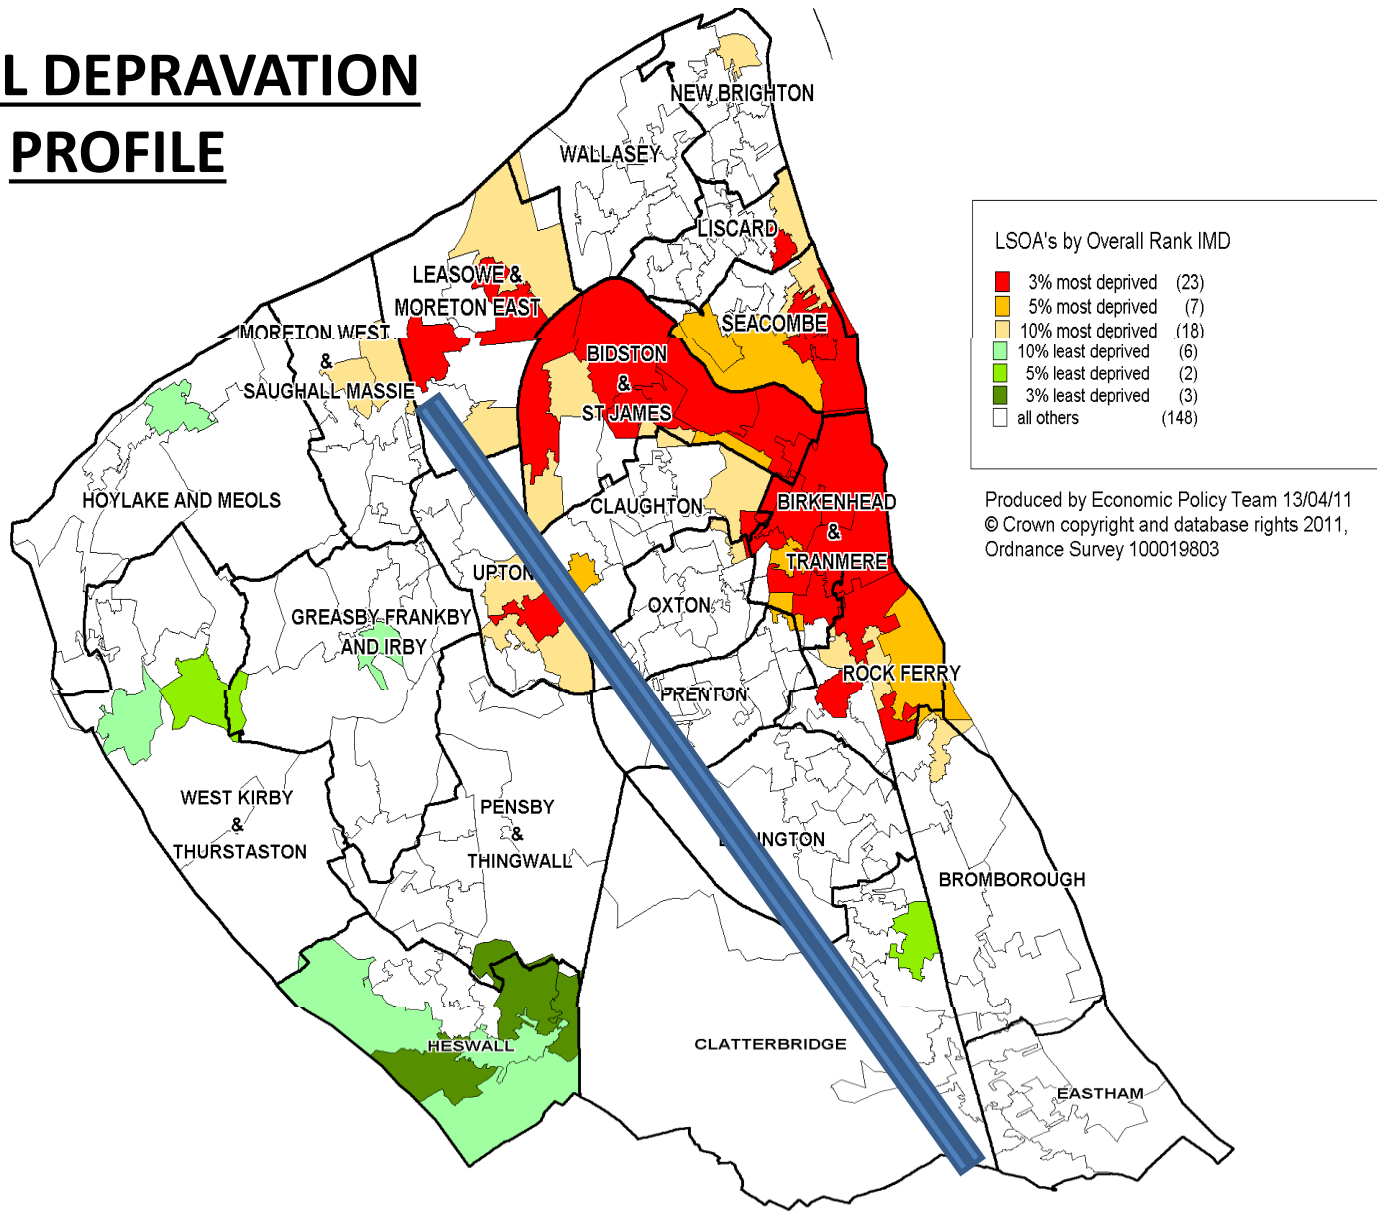 L DEPRAVATION
PROFILE
NEW BRIGHTON
WALLASEY
LISCARD
LEASOWE &
MORETON EAST
SEACOMBE
MORETON WEST
&
SAUGHALL MASSIE
BIDSTON
&
ST JAMES
HOYLAKE AND MEOLS
CLAUGHTON
BIRKENHEAD
&
TRANMERE
UPTON
OXTON
GREASBY FRANKBY
AND IRBY
ROCK FERRY
PRENTON
WEST KIRBY
&
THURSTASTON
PENSBY
&
THINGWALL
INGTON
BROMBOROUGH
HESWALL
CLATTERBRIDGE
EASTHAM
LSOA's by Overall Rank IMD
3% most deprived (23)
5% most deprived (7)
10% most deprived (18)
10% least deprived (6)
5% least deprived (2)
3% least deprived (3)
all others (148)
Produced by Economic Policy Team 13/04/11
© Crown copyright and database rights 2011,
Ordnance Survey 100019803